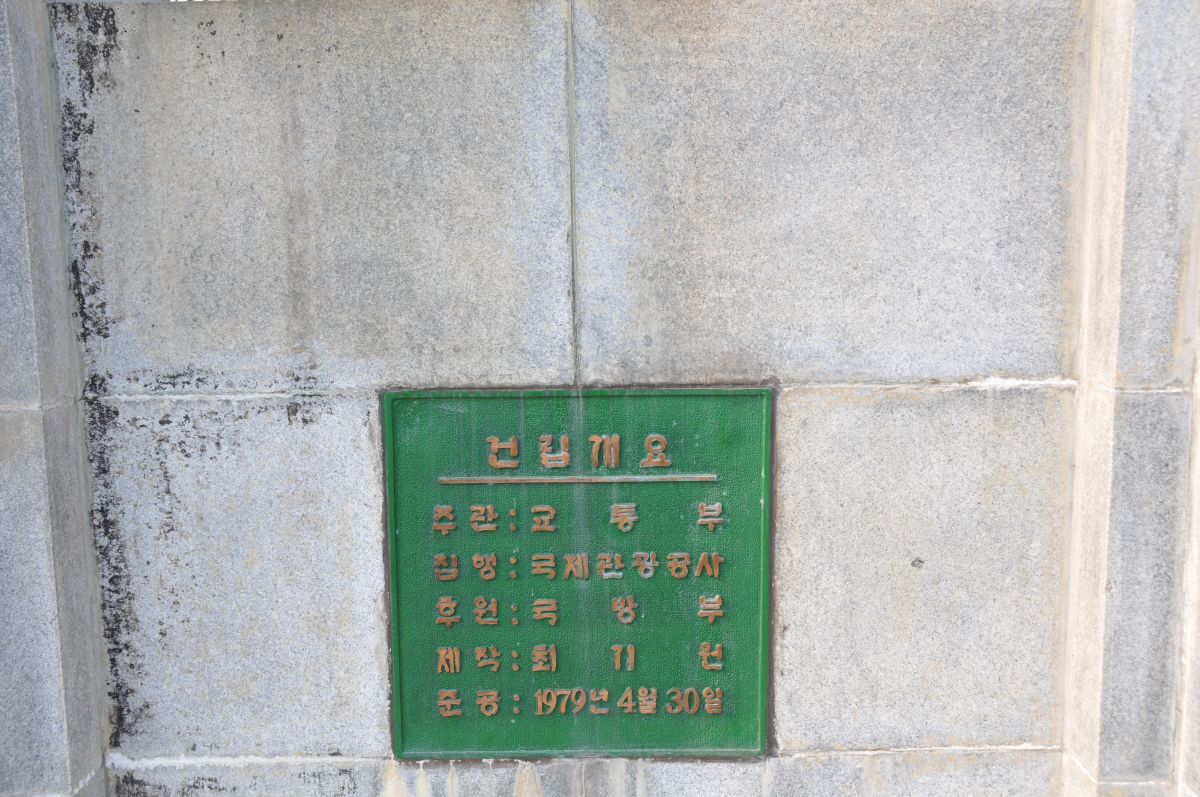 건립개요
주관 : 교통부
집행 : 국제관광공사
후원 : 국방부
제작 : 최기원
준공 : 1979년 4월 30일